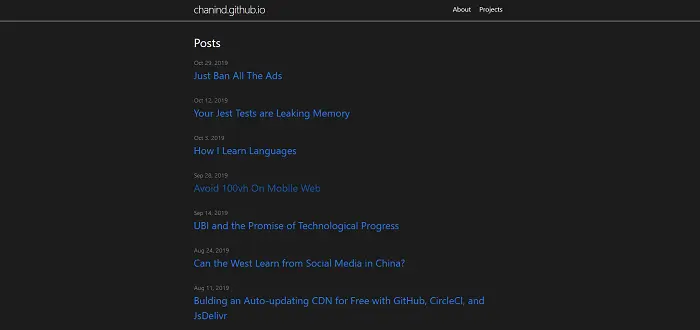 chanind.github.io
About Projects
Posts
Oct 29, 2019
Just Ban All The Ads
Oct 12, 2019
Your Jest Tests are Leaking Memory
Oct 3, 2019
How I Learn Languages
Sep 28, 2019
Avoid 100vh On Mobile Web
Sep 14, 2019
UBI and the Promise of Technological Progress
Aug 24, 2019
Can the West Learn from Social Media in China?
Aug 11, 2019
Bulding an Auto-updating CDN for Free with GitHub, CircleCI, and
JsDelivr